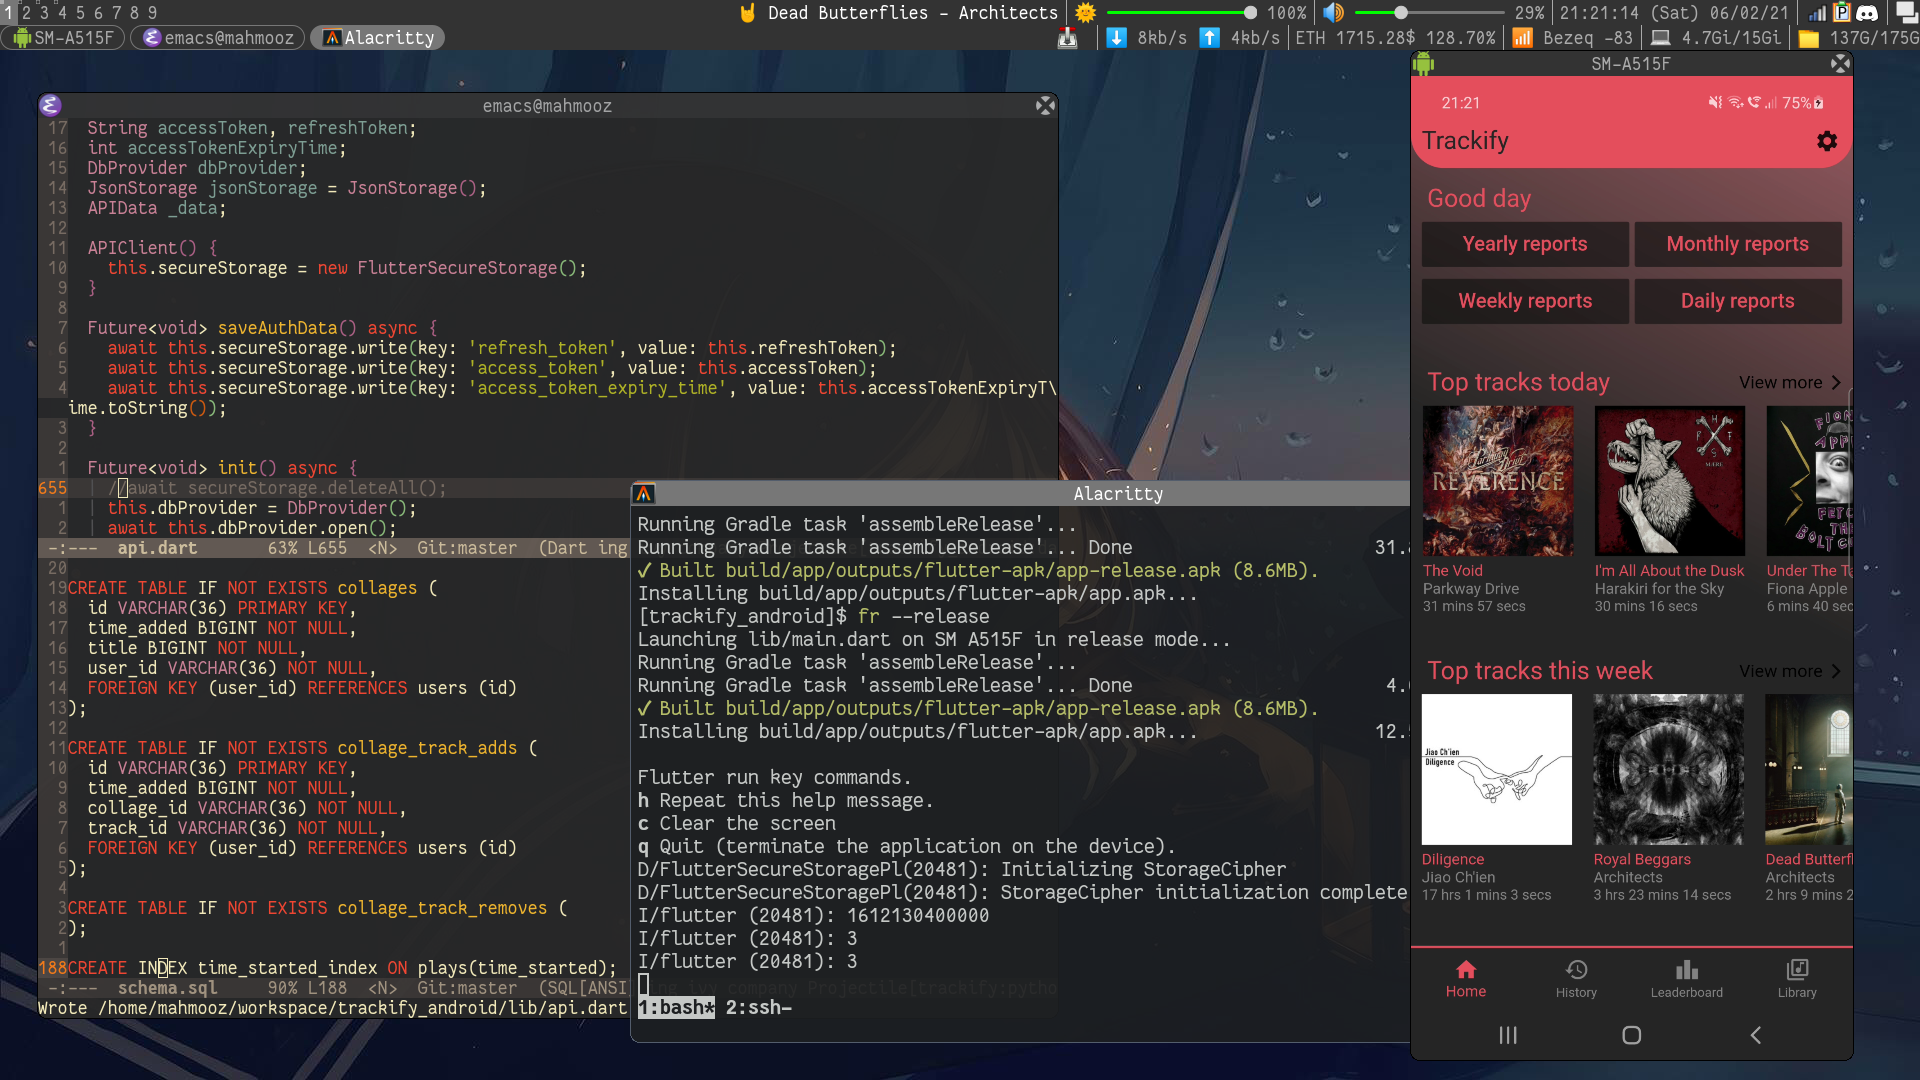 1 2 3 4 5 6 7 8 9
Dead Butterflies – Architects
100%
29%
21:21:14 (Sat) 06/02/21
SM-A515F
emacs@mahmooz
Alacritty
8kb/s
4kb/s
ETH 1715.28$ 128.70%
Bezeq -83
4.7Gi/15Gi
137G/175G
emacs@mahmooz
17 String accessToken, refreshToken;
16 int accessTokenExpiryTime;
15 DbProvider dbProvider;
14 JsonStorage jsonStorage = JsonStorage();
13 APIData _data;
12
11 APIClient() {
10 this.secureStorage = new FlutterSecureStorage();
9 }
8
7 Future<void> saveAuthData() async {
6 await this.secureStorage.write(key: 'refresh_token', value: this.refreshToken);
5 await this.secureStorage.write(key: 'access_token', value: this.accessToken);
4 await this.secureStorage.write(key: 'access_token_expiry_time', value: this.accessTokenExpiryT\
ime.toString());
3 }
2
1 Future<void> init() async {
655 //await secureStorage.deleteAll();
1 this.dbProvider = DbProvider();
2 await this.dbProvider.open();
-:--- api.dart 63% L655 <N> Git:master (Dart ing
20
19CREATE TABLE IF NOT EXISTS collages (
18 id VARCHAR(36) PRIMARY KEY,
17 time_added BIGINT NOT NULL,
16 title BIGINT NOT NULL,
15 user_id VARCHAR(36) NOT NULL,
14 FOREIGN KEY (user_id) REFERENCES users (id)
13);
12
11CREATE TABLE IF NOT EXISTS collage_track_adds (
10 id VARCHAR(36) PRIMARY KEY,
9 time_added BIGINT NOT NULL,
8 collage_id VARCHAR(36) NOT NULL,
7 track_id VARCHAR(36) NOT NULL,
6 FOREIGN KEY (user_id) REFERENCES users (id)
5);
4
3CREATE TABLE IF NOT EXISTS collage_track_removes (
2);
1
188CREATE INDEX time_started_index ON plays(time_started);
-:--- schema.sql 90% L188 <N> Git:master (SQL[ANSI
Wrote /home/mahmooz/workspace/trackify_android/lib/api.dart
Alacritty
Running Gradle task 'assembleRelease'...
Running Gradle task 'assembleRelease'... Done 31.
✓ Built build/app/outputs/flutter-apk/app-release.apk (8.6MB).
Installing build/app/outputs/flutter-apk/app.apk...
[trackify_android]$ fr --release
Launching lib/main.dart on SM A515F in release mode...
Running Gradle task 'assembleRelease'...
Running Gradle task 'assembleRelease'... Done 4.
✓ Built build/app/outputs/flutter-apk/app-release.apk (8.6MB).
Installing build/app/outputs/flutter-apk/app.apk... 12.
Flutter run key commands.
h Repeat this help message.
c Clear the screen
q Quit (terminate the application on the device).
D/FlutterSecureStoragePl(20481): Initializing StorageCipher
D/FlutterSecureStoragePl(20481): StorageCipher initialization complete
I/flutter (20481): 1612130400000
I/flutter (20481): 3
I/flutter (20481): 3
ing ivy company Projectile[trackify:pytho
1:bash* 2:ssh-
SM-A515F
21:21
75%
Trackify
Good day
Yearly reports
Monthly reports
Weekly reports
Daily reports
Top tracks today
View more
Parkway Drive
REVERENCE
H F T S
FION
APP
FETC
THE
BOLT C
The Void
Parkway Drive
31 mins 57 secs
I'm All About the Dusk
Harakiri for the Sky
30 mins 16 secs
Under The Ta
Fiona Apple
6 mins 40 sec
Top tracks this week
View more
Jiao Ch'ien
Diligence
Diligence
Jiao Ch'ien
17 hrs 1 mins 3 secs
Royal Beggars
Architects
3 hrs 23 mins 14 secs
Dead Butterfl
Architects
2 hrs 9 mins 2
Home
History
Leaderboard
Library